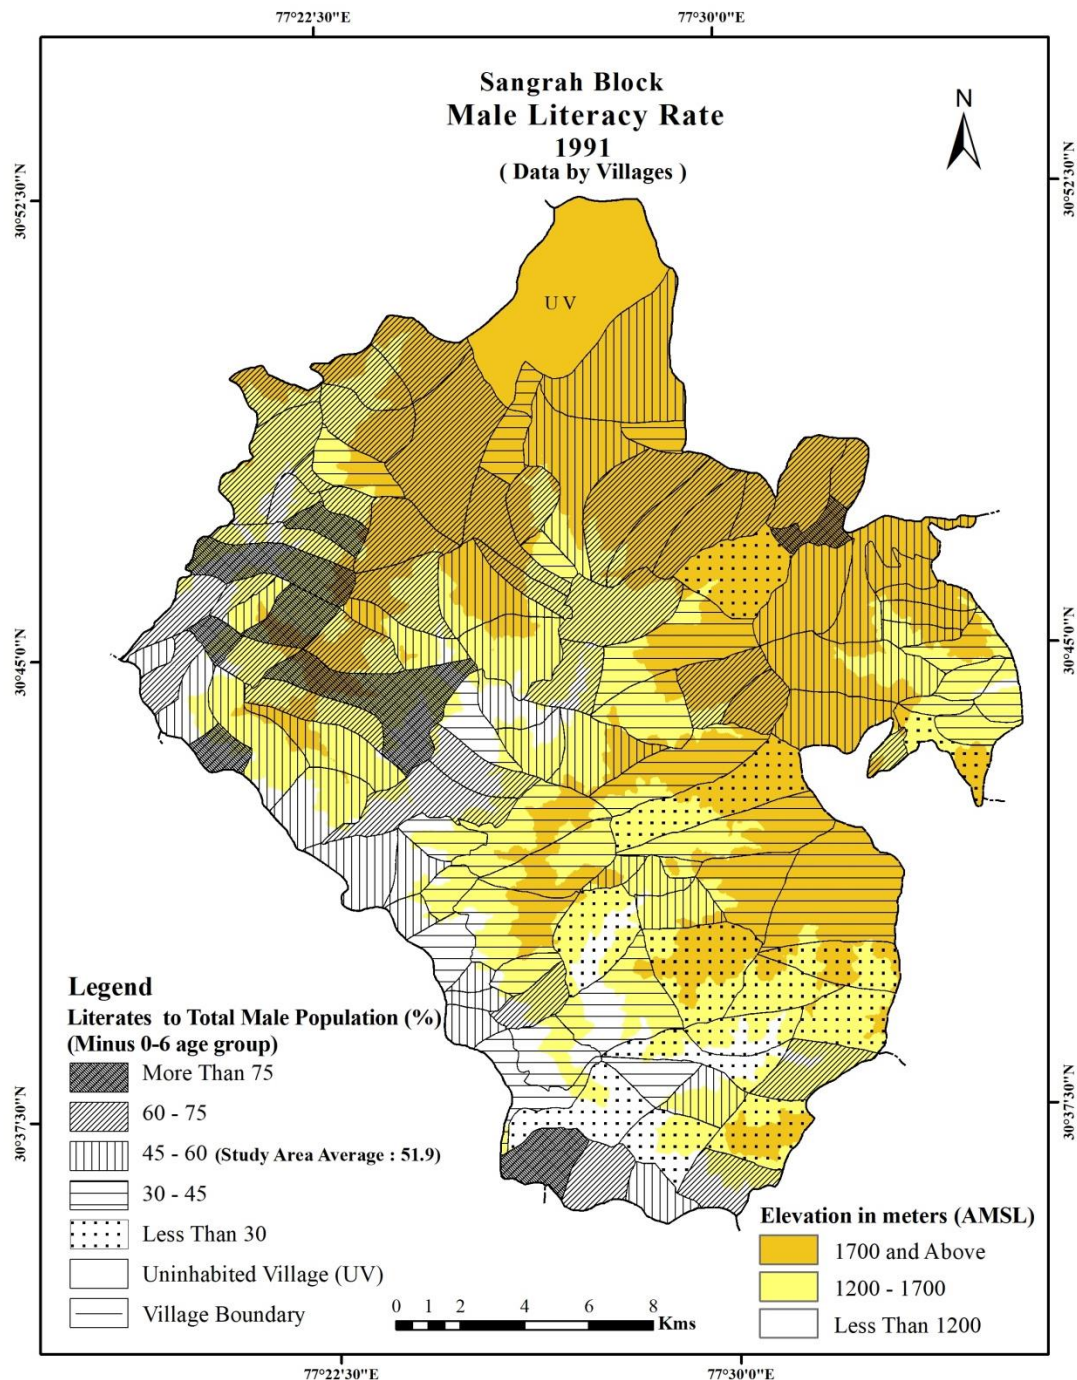 77°22'30"E
77°30'0"E
Sangrah Block
Male Literacy Rate
1991
( Data by Villages )
N
30°52'30"N
30°52'30"N
U V
30°45'0"N
30°45'0"N
30°37'30"N
30°37'30"N
Legend
Literates to Total Male Population (%)
(Minus 0-6 age group)
More Than 75
60 - 75
45 - 60 (Study Area Average : 51.9)
30 - 45
Less Than 30
Uninhabited Village (UV)
Village Boundary
0 1 2 4 6 8
Kms
Elevation in meters (AMSL)
1700 and Above
1200 - 1700
Less Than 1200
77°22'30"E
77°30'0"E